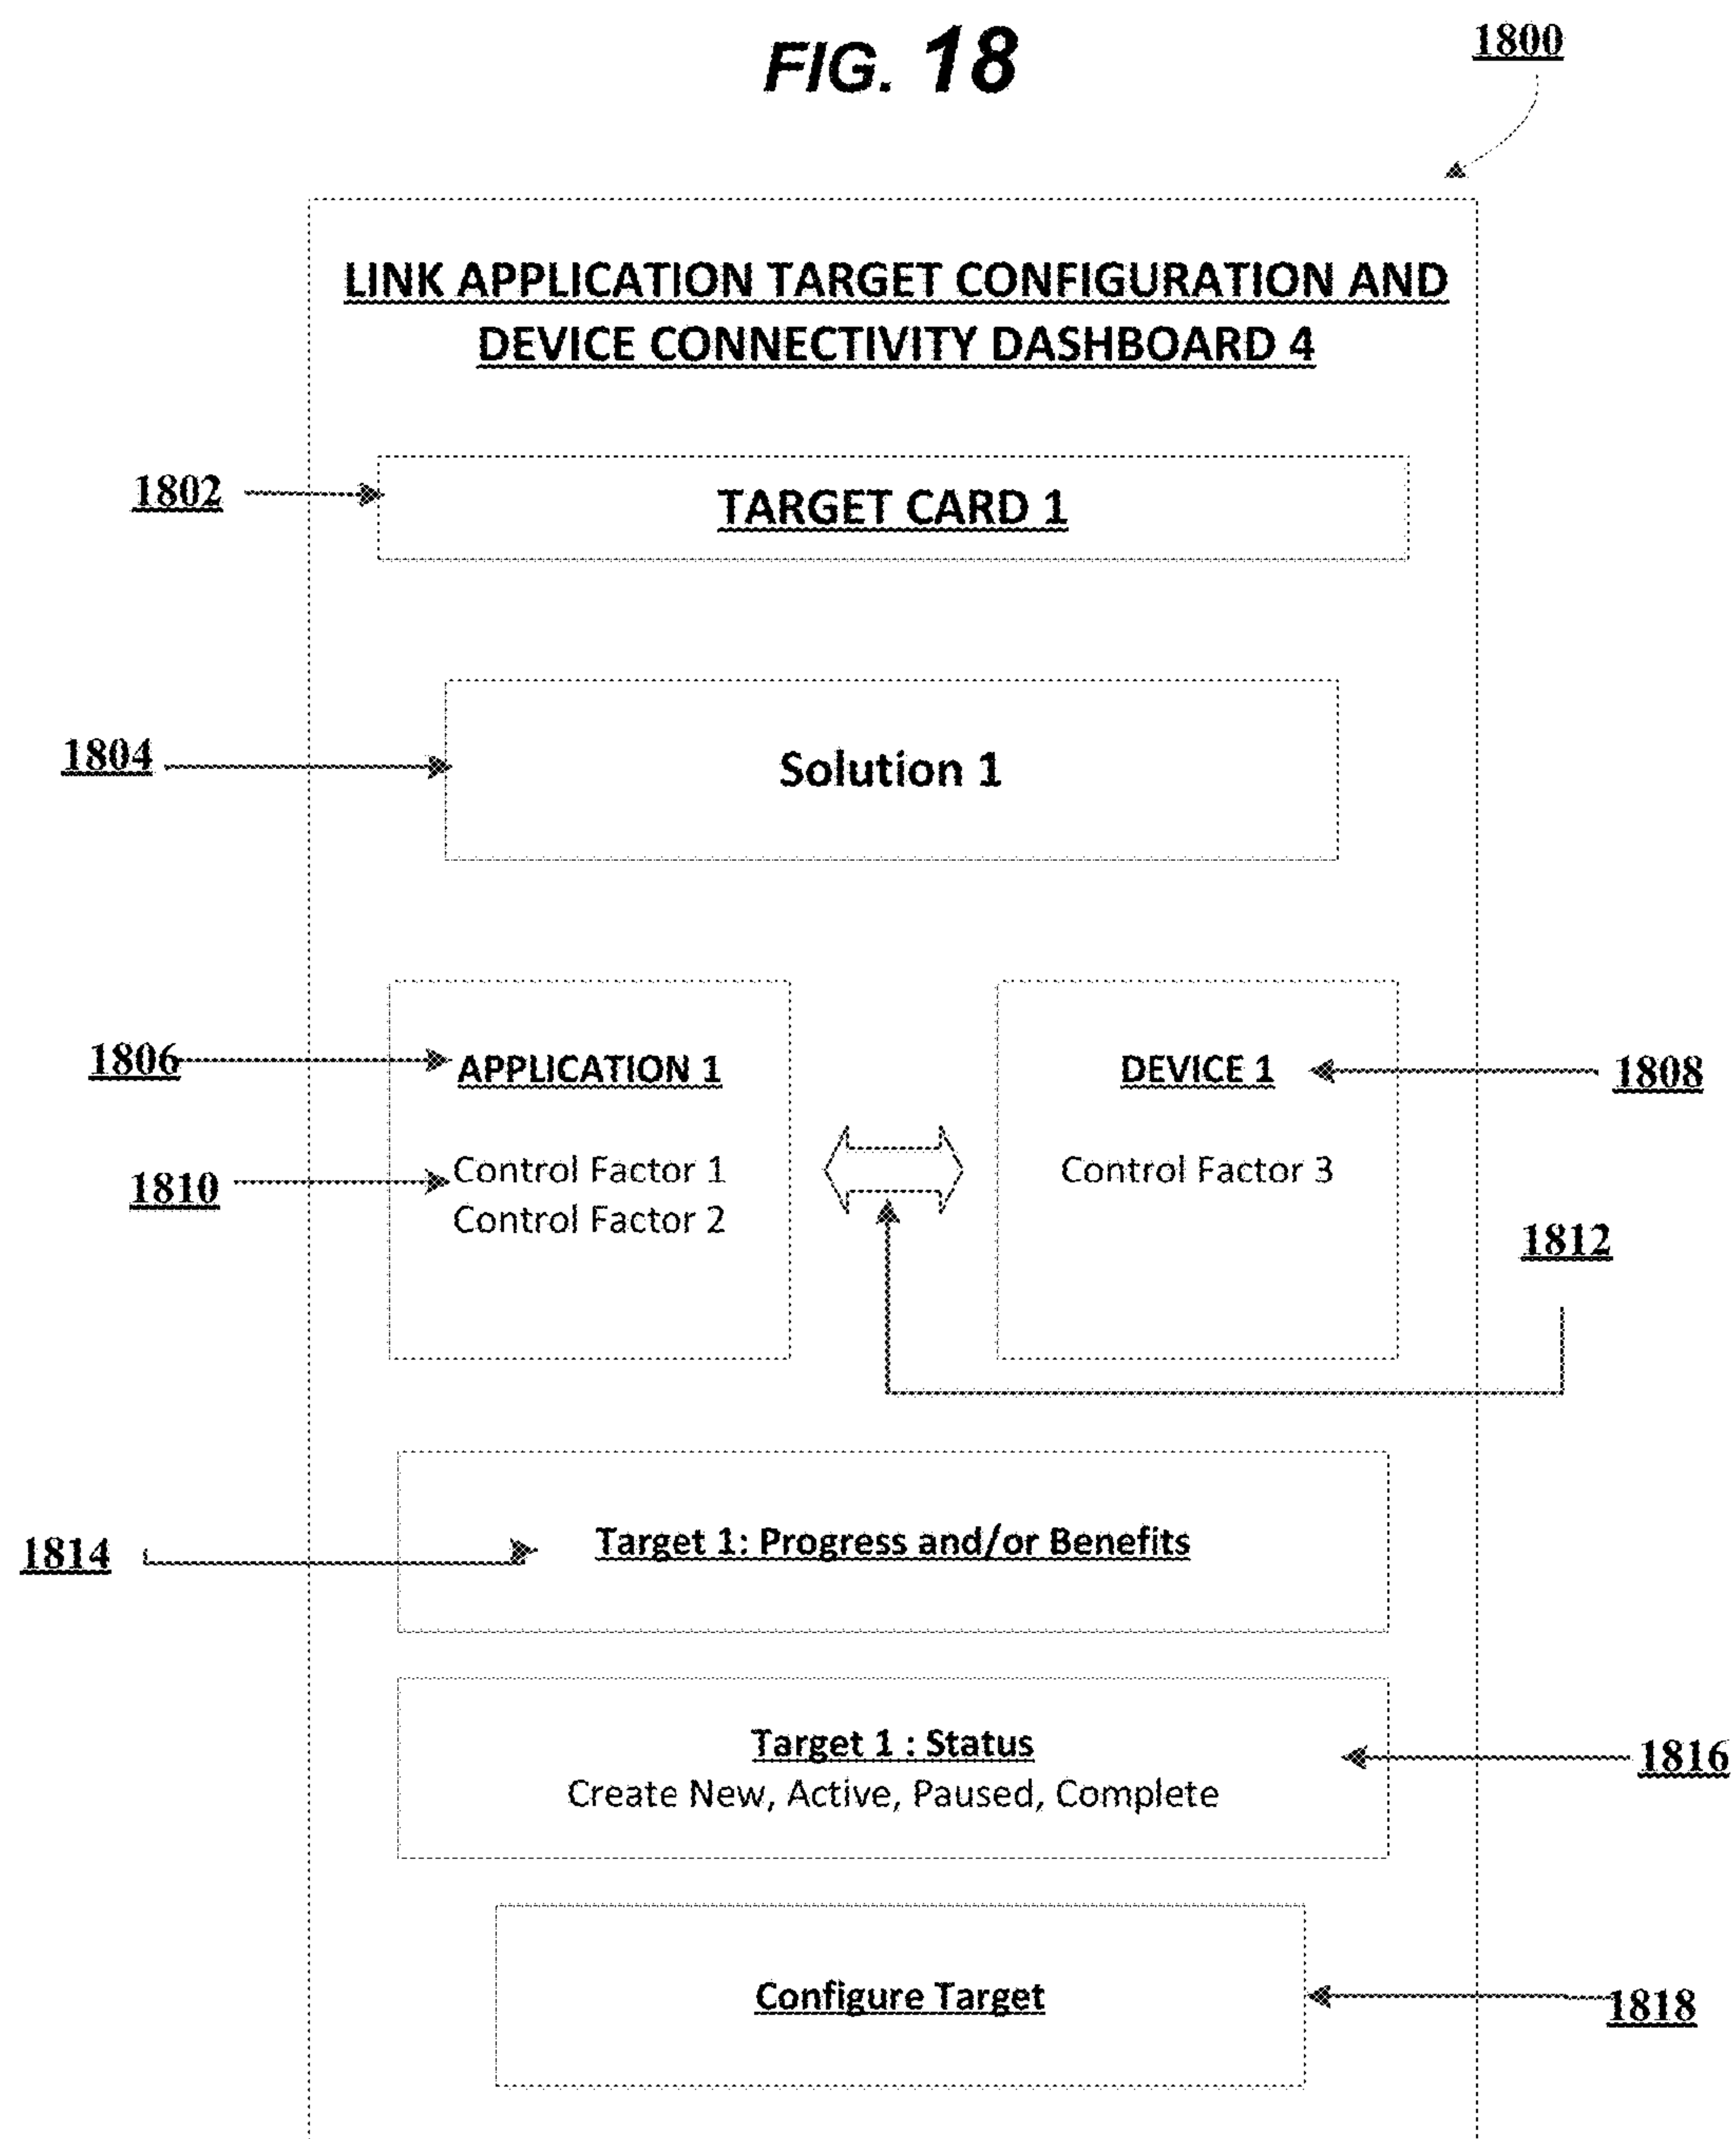 FIG. 18
1800
LINK APPLICATION TARGET CONFIGURATION AND
DEVICE CONNECTIVITY DASHBOARD 4
1802
TARGET CARD 1
1804
Solution 1
1806
APPLICATION 1
DEVICE 1
1808
1810
Control Factor 1
Control Factor 2
Control Factor 3
1812
1814
Target 1: Progress and/or Benefits
Target 1 : Status
Create New, Active, Paused, Complete
1816
Configure Target
1818